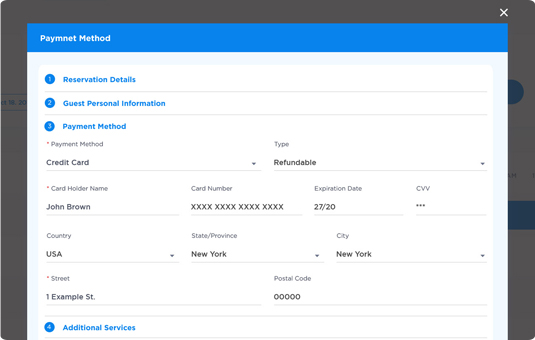 Paymnet Method
1 Reservation Details
2 Guest Personal Information
3 Payment Method
* Payment Method Type
Credit Card Refundable
* Card Holder Name Card Number Expiration Date CVV
John Brown XXXX XXXX XXXX XXXX 27/20 ***
Country State/Province City
USA New York New York
* Street Postal Code
1 Example St. 00000
4 Additional Services